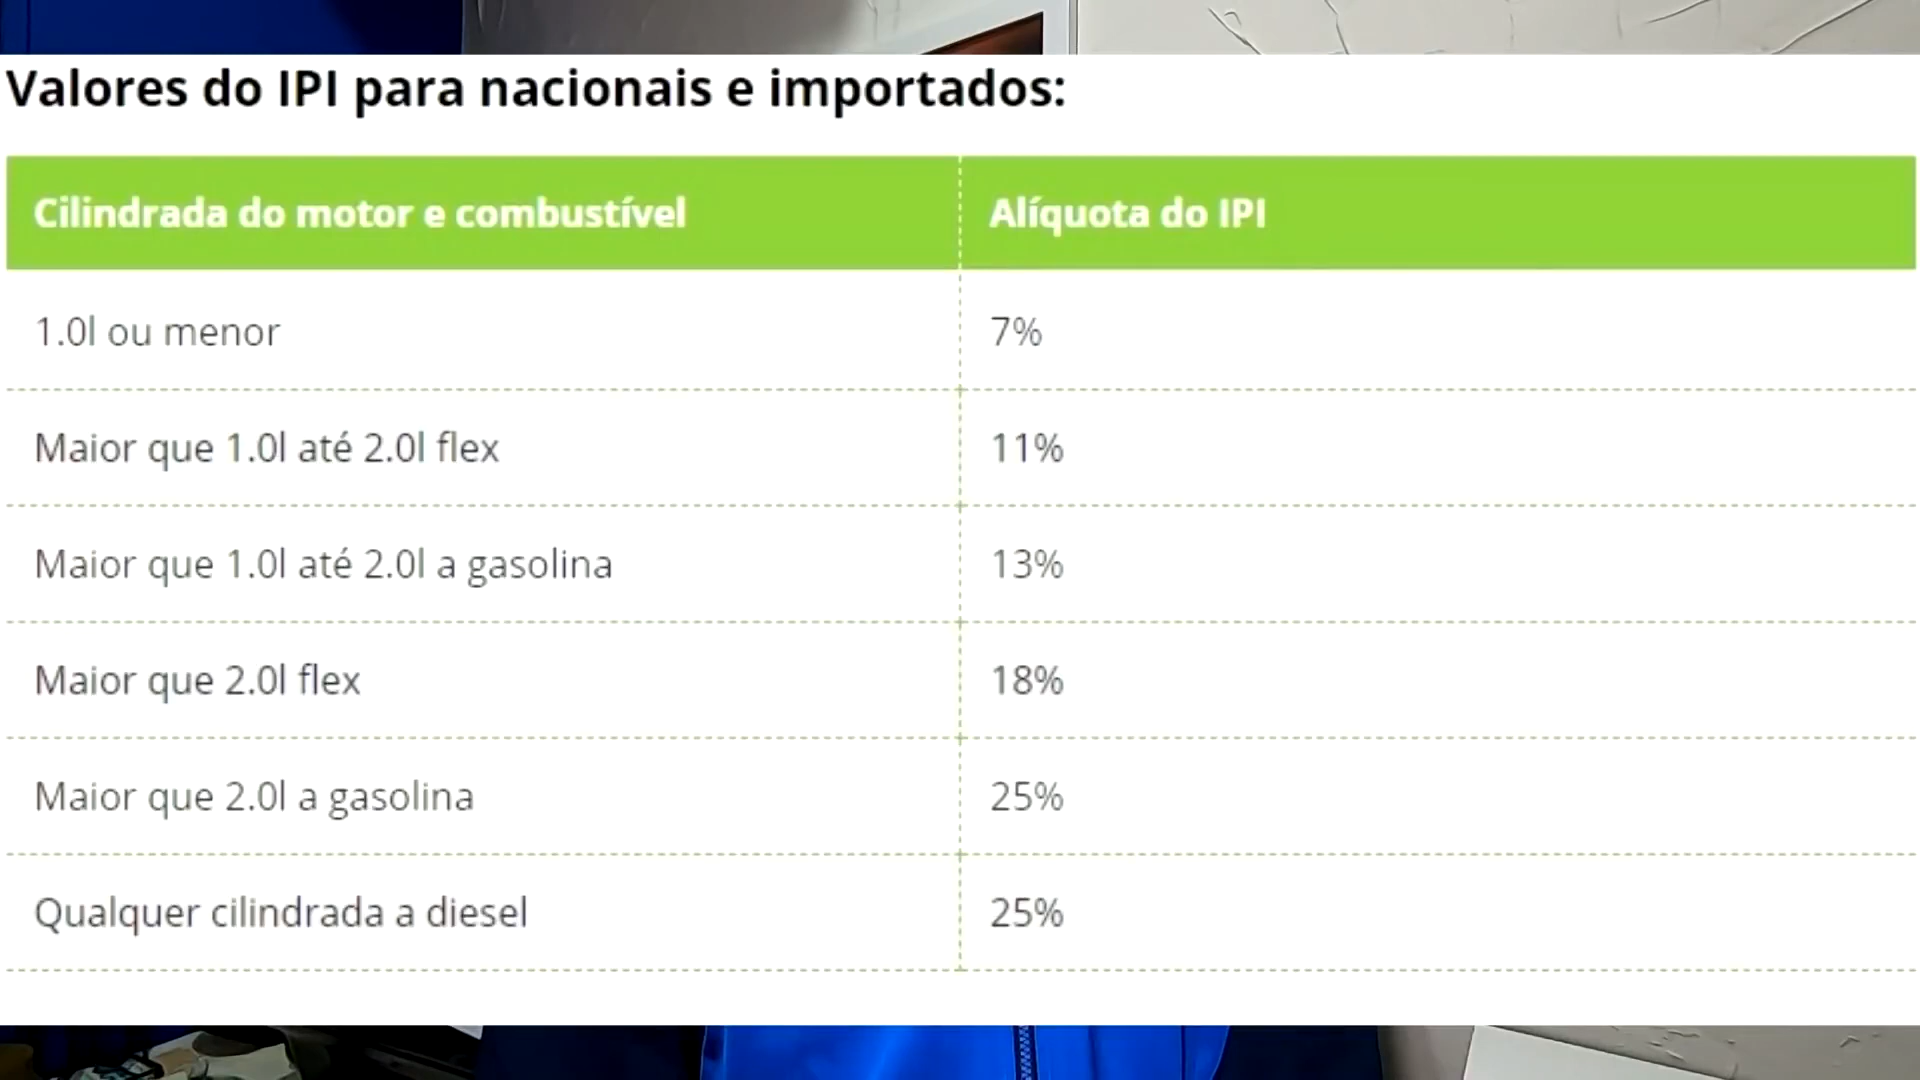 Valores do IPI para nacionais e importados:
Cilindrada do motor e combustível Alíquota do IPI
1.0l ou menor 7%
Maior que 1.0l até 2.0l flex 11%
Maior que 1.0l até 2.0l a gasolina 13%
Maior que 2.0l flex 18%
Maior que 2.0l a gasolina 25%
Qualquer cilindrada a diesel 25%